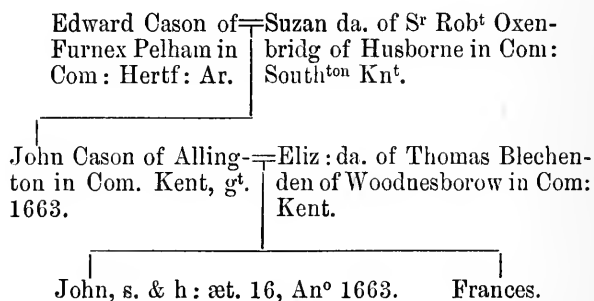 Edward Cason of Furnex Pelham in Com: Hertf: Ar.
Suzan da. of Sʳ Robᵗ Oxenbridg of Husborne in Com: Southᵗᵒⁿ Knᵗ.
John Cason of Allington in Com. Kent, gᵗ. 1663.
Eliz: da. of Thomas Blechenden of Woodnesborow in Com: Kent.
John, s. & h: æt. 16, Anº 1663.
Frances.